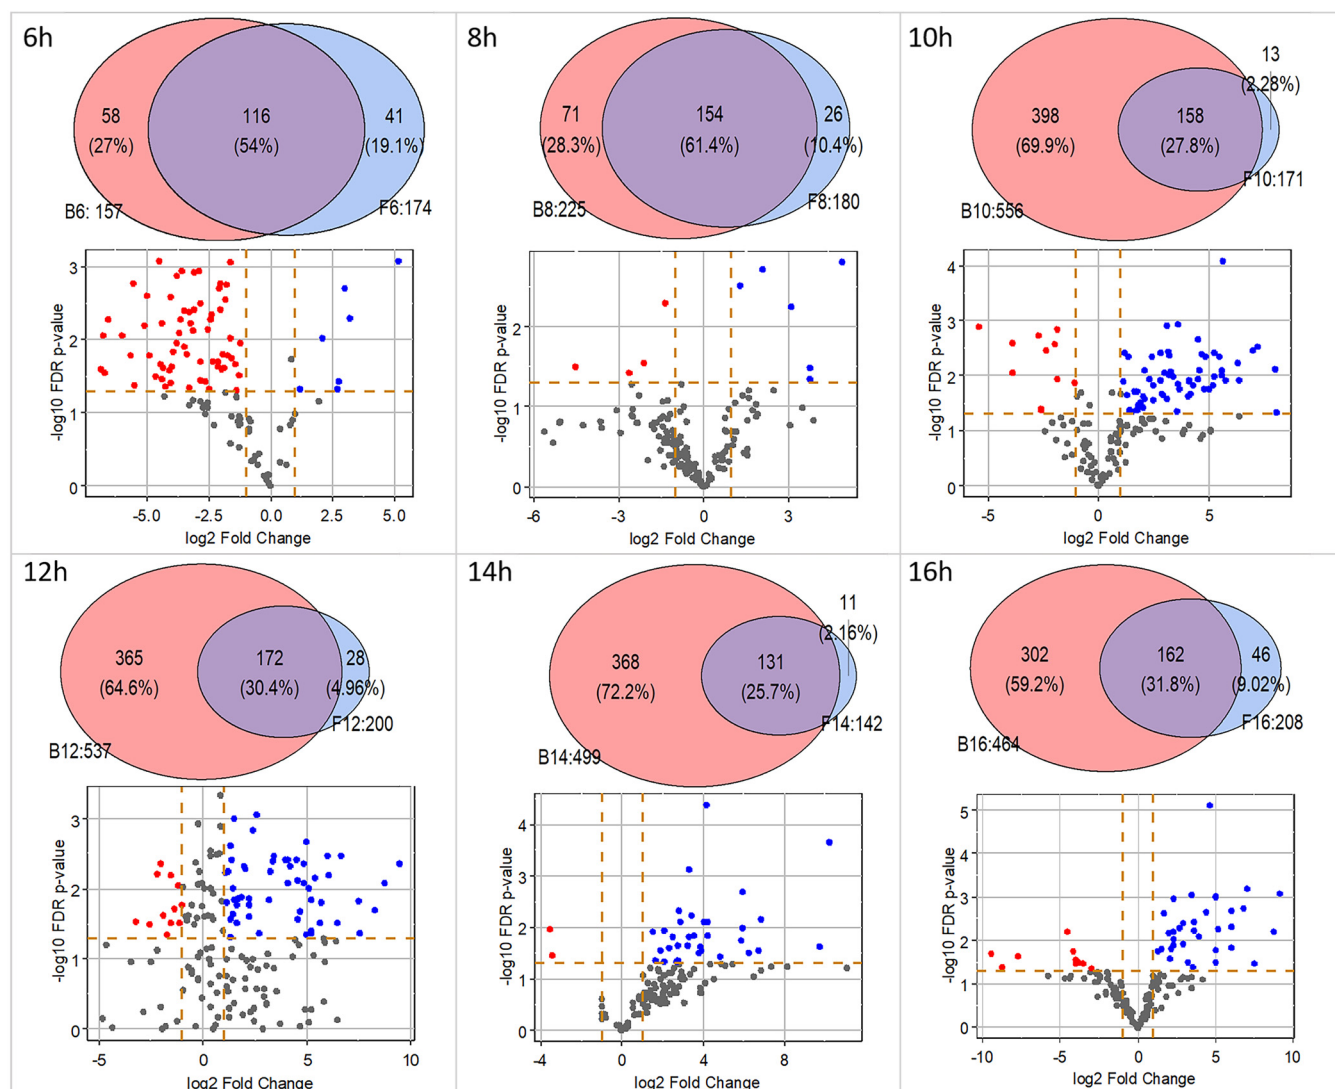 6h
58
(27%)
116
(54%)
41
(19.1%)
B6: 157
F6:174
3
2
1
0
-log10 FDR p-value
-5.0
-2.5
0.0
2.5
5.0
log2 Fold Change
8h
71
(28.3%)
154
(61.4%)
26
(10.4%)
B8:225
F8:180
2
1
0
-log10 FDR p-value
-6
-3
0
3
log2 Fold Change
10h
398
(69.9%)
158
(27.8%)
13
(2.28%)
B10:556
F10:171
4
3
2
1
0
-log10 FDR p-value
-5
0
5
log2 Fold Change
12h
365
(64.6%)
172
(30.4%)
28
(4.96%)
B12:537
F12:200
3
2
1
0
-log10 FDR p-value
-5
0
5
10
log2 Fold Change
14h
368
(72.2%)
131
(25.7%)
11
(2.16%)
B14:499
F14:142
4
3
2
1
0
-log10 FDR p-value
-4
0
4
8
log2 Fold Change
16h
302
(59.2%)
162
(31.8%)
46
(9.02%)
B16:464
F16:208
5
4
3
2
1
0
-log10 FDR p-value
-10
-5
0
5
10
log2 Fold Change